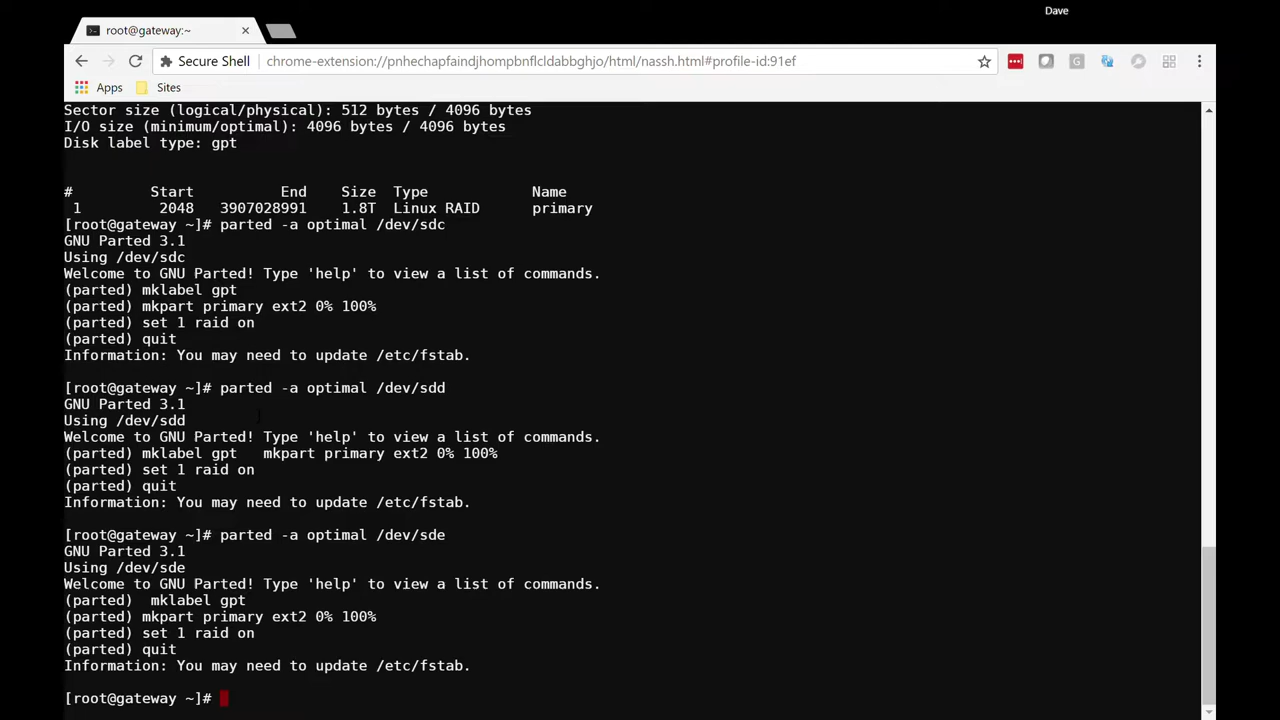 Dave
root@gateway:~
Secure Shell chrome-extension://pnhechapfaindjhompbnflcldabbghjo/html/nassh.html#profile-id:91ef
Apps Sites
Sector size (logical/physical): 512 bytes / 4096 bytes
I/O size (minimum/optimal): 4096 bytes / 4096 bytes
Disk label type: gpt
# Start End Size Type Name
1 2048 3907028991 1.8T Linux RAID primary
[root@gateway ~]# parted -a optimal /dev/sdc
GNU Parted 3.1
Using /dev/sdc
Welcome to GNU Parted! Type 'help' to view a list of commands.
(parted) mklabel gpt
(parted) mkpart primary ext2 0% 100%
(parted) set 1 raid on
(parted) quit
Information: You may need to update /etc/fstab.
[root@gateway ~]# parted -a optimal /dev/sdd
GNU Parted 3.1
Using /dev/sdd
Welcome to GNU Parted! Type 'help' to view a list of commands.
(parted) mklabel gpt   mkpart primary ext2 0% 100%
(parted) set 1 raid on
(parted) quit
Information: You may need to update /etc/fstab.
[root@gateway ~]# parted -a optimal /dev/sde
GNU Parted 3.1
Using /dev/sde
Welcome to GNU Parted! Type 'help' to view a list of commands.
(parted)  mklabel gpt
(parted) mkpart primary ext2 0% 100%
(parted) set 1 raid on
(parted) quit
Information: You may need to update /etc/fstab.
[root@gateway ~]#